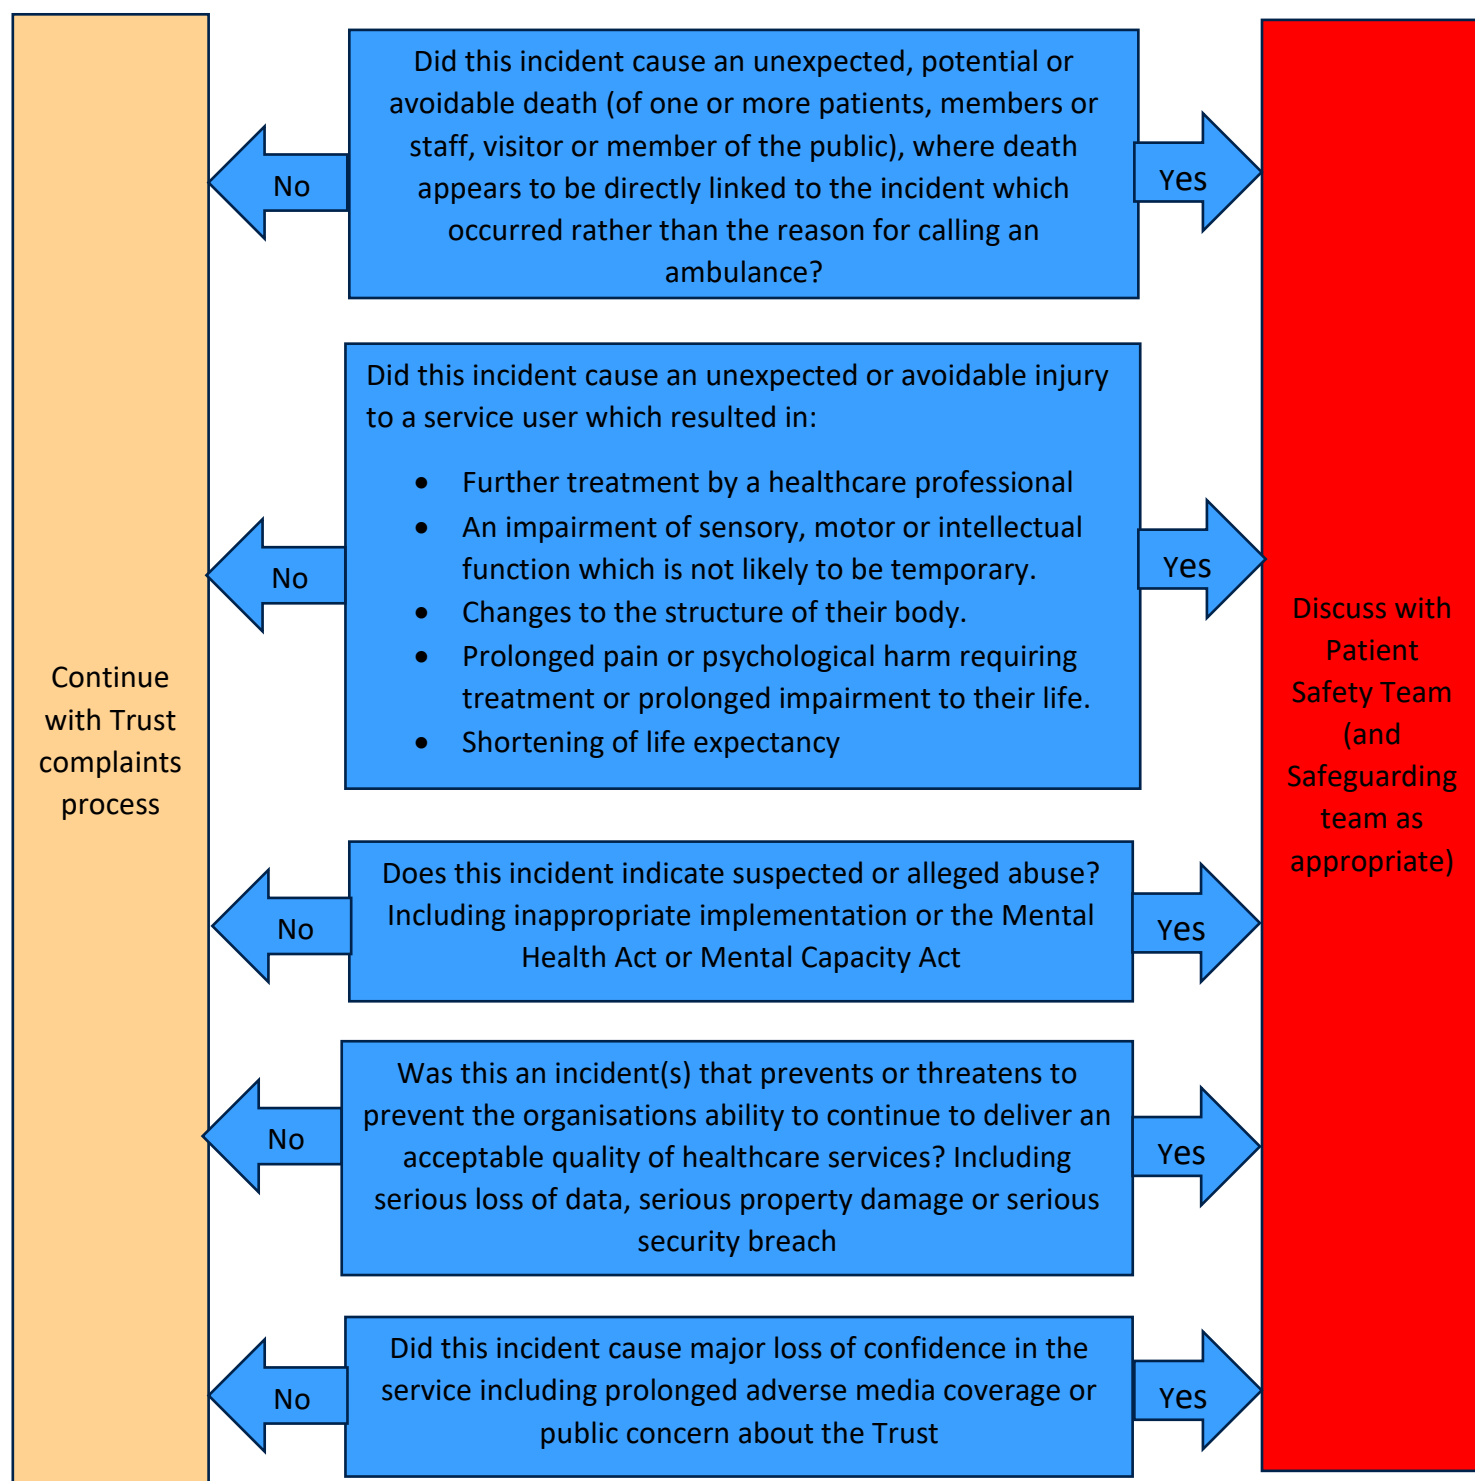 Did this incident cause an unexpected, potential or
avoidable death (of one or more patients, members or
staff, visitor or member of the public), where death
appears to be directly linked to the incident which
occurred rather than the reason for calling an
ambulance?
No
Yes
Did this incident cause an unexpected or avoidable injury
to a service user which resulted in:
• Further treatment by a healthcare professional
• An impairment of sensory, motor or intellectual
function which is not likely to be temporary.
• Changes to the structure of their body.
• Prolonged pain or psychological harm requiring
treatment or prolonged impairment to their life.
• Shortening of life expectancy
No
Yes
Continue
with Trust
complaints
process
Discuss with
Patient
Safety Team
(and
Safeguarding
team as
appropriate)
Does this incident indicate suspected or alleged abuse?
Including inappropriate implementation or the Mental
Health Act or Mental Capacity Act
No
Yes
Was this an incident(s) that prevents or threatens to
prevent the organisations ability to continue to deliver an
acceptable quality of healthcare services? Including
serious loss of data, serious property damage or serious
security breach
No
Yes
Did this incident cause major loss of confidence in the
service including prolonged adverse media coverage or
public concern about the Trust
No
Yes